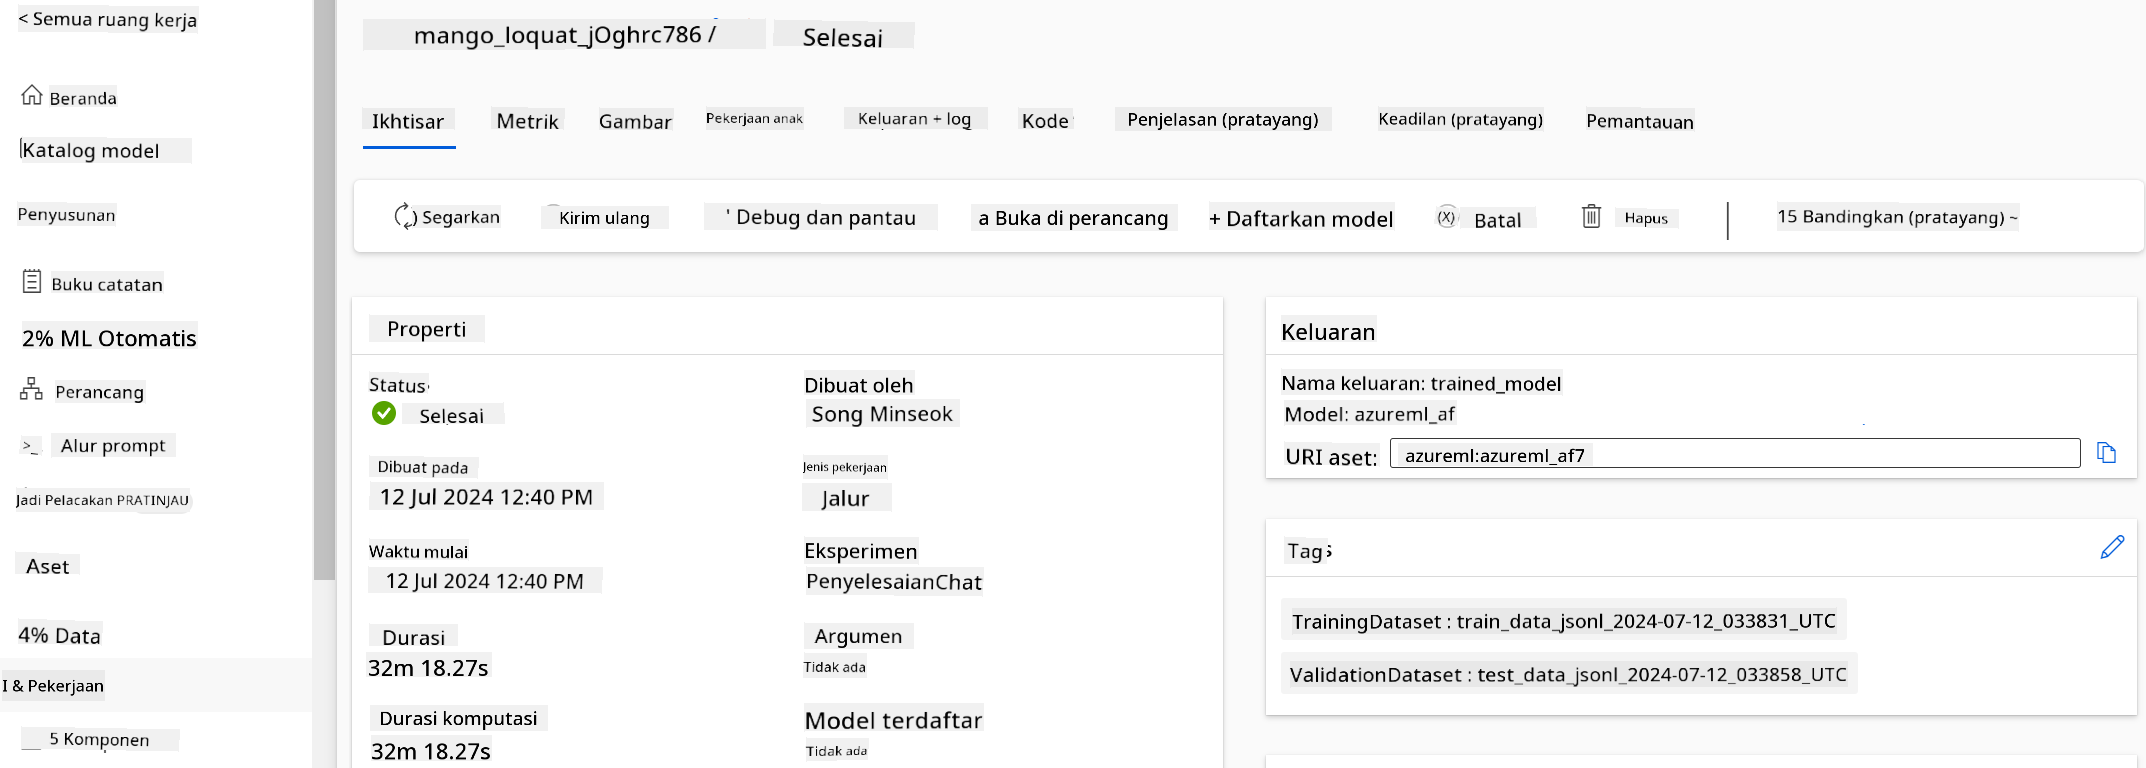 < Semua ruang kerja
Beranda
Katalog model
Penyusunan
Buku catatan
2% ML Otomatis
Perancang
>_ Alur prompt
Jadi Pelacakan PRATINJAU
Aset
4% Data
I & Pekerjaan
5 Komponen
mango_loquat_jOghrc786 / Selesai
Ikhtisar Metrik Gambar Pekerjaan anak Keluaran + log Kode Penjelasan (pratayang) Keadilan (pratayang) Pemantauan
) Segarkan Kirim ulang ' Debug dan pantau a Buka di perancang + Daftarkan model (X) Batal Hapus 15 Bandingkan (pratayang) ~
Properti
Status
Selesai
Dibuat pada
12 Jul 2024 12:40 PM
Waktu mulai
12 Jul 2024 12:40 PM
Durasi
32m 18.27s
Durasi komputasi
32m 18.27s
Dibuat oleh
Song Minseok
Jenis pekerjaan
Jalur
Eksperimen
PenyelesaianChat
Argumen
Tidak ada
Model terdaftar
Tidak ada
Keluaran
Nama keluaran: trained_model
Model: azureml_af
URI aset: azureml:azureml_af7
Tags
TrainingDataset : train_data_jsonl_2024-07-12_033831_UTC
ValidationDataset : test_data_jsonl_2024-07-12_033858_UTC